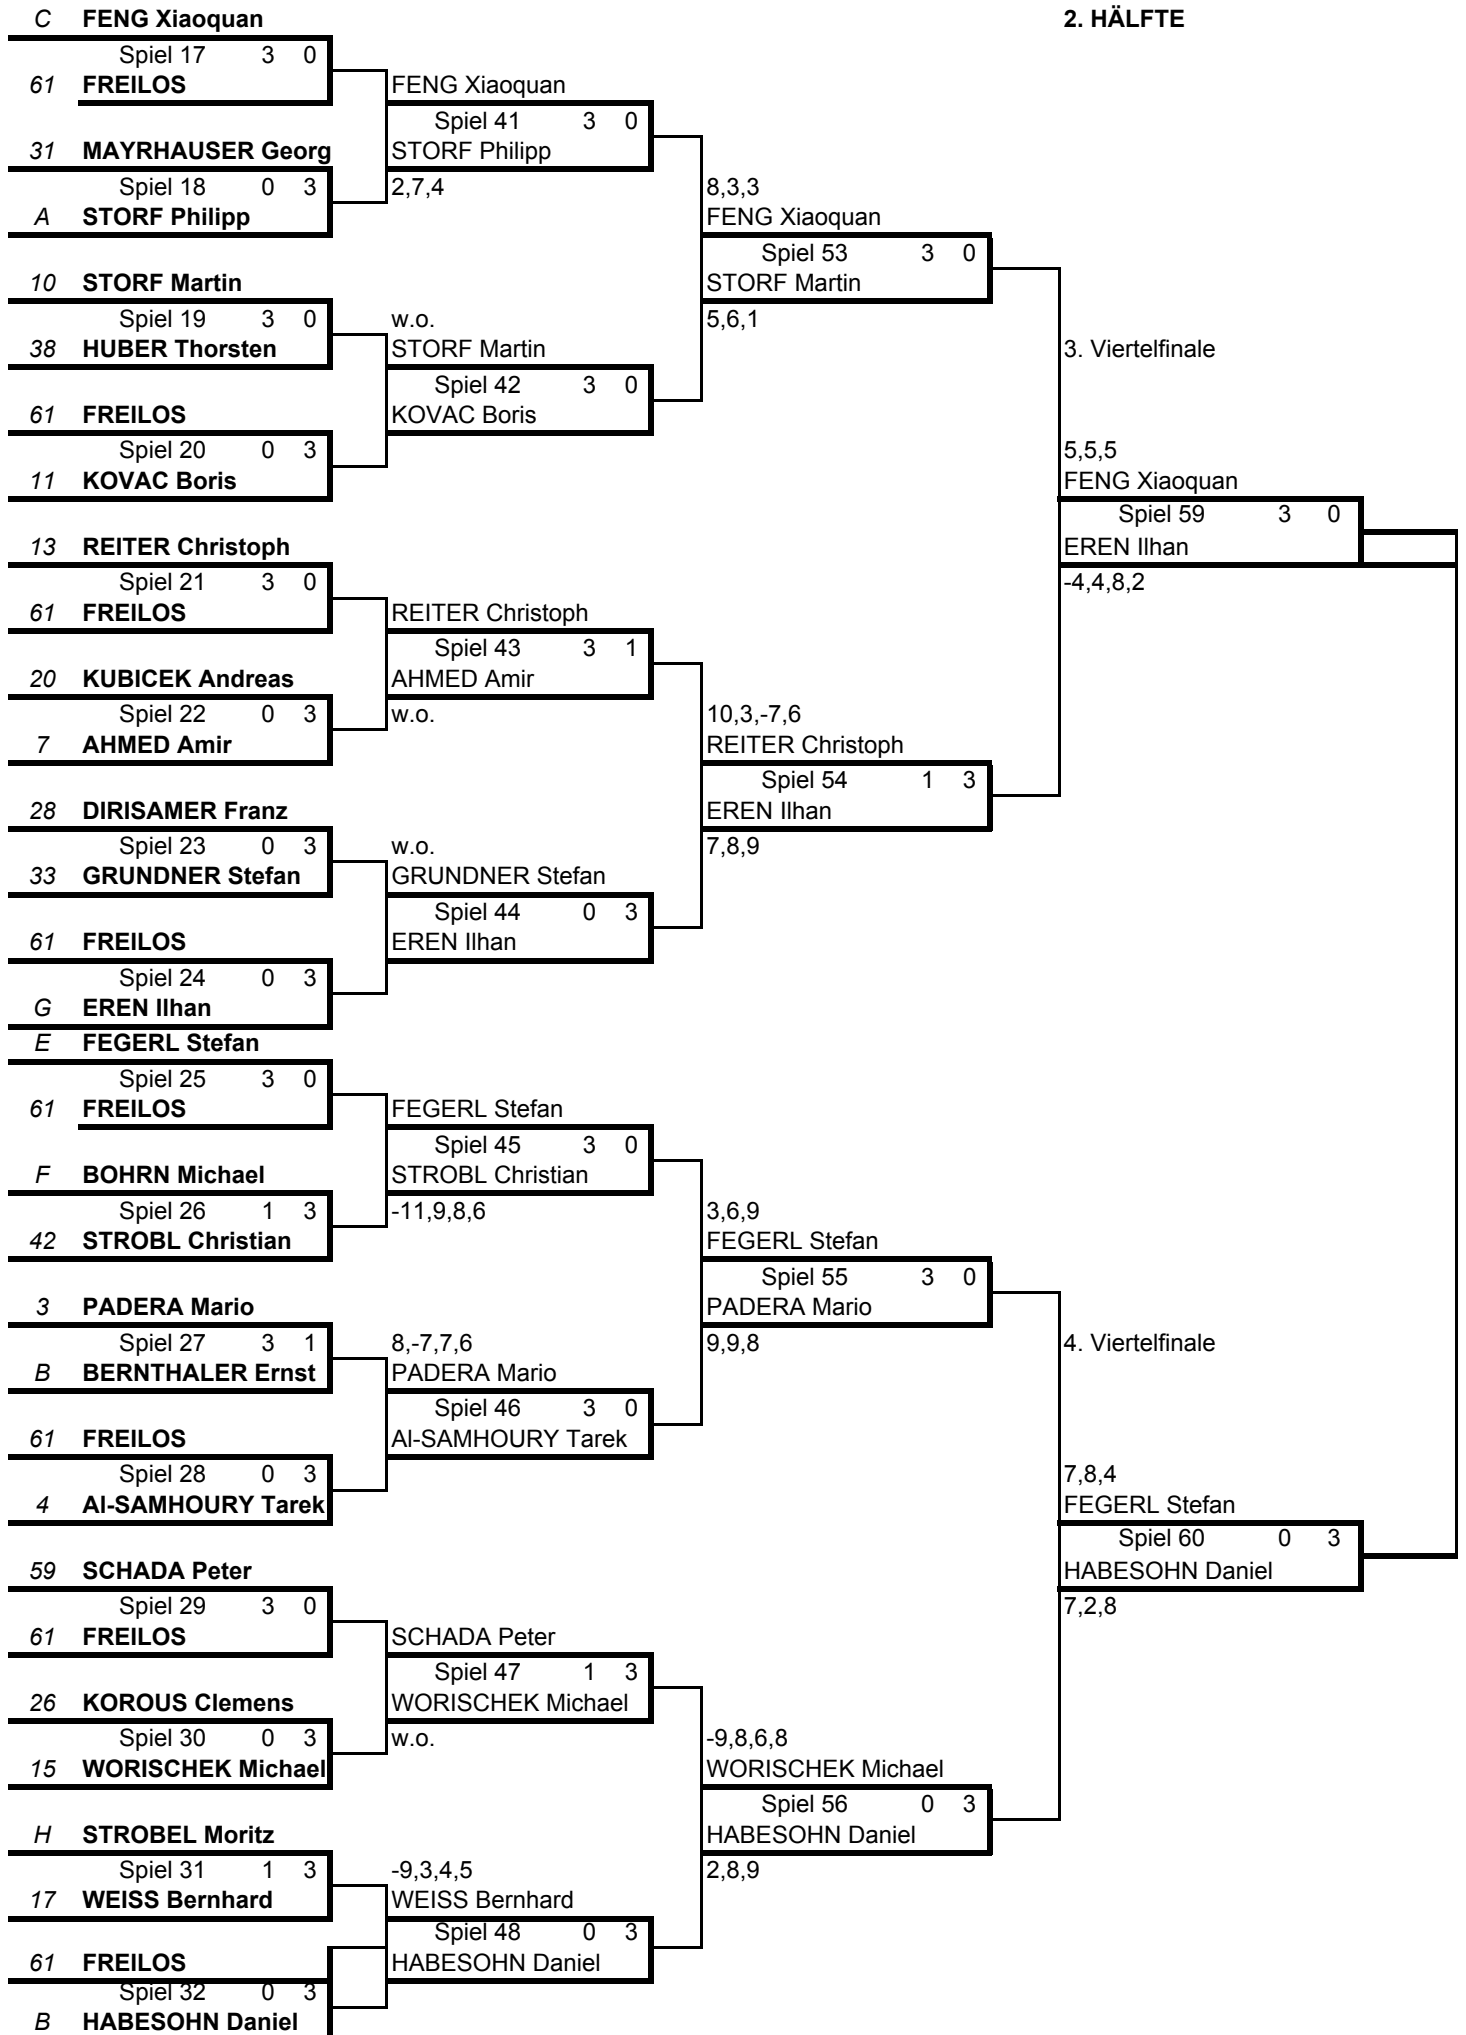 C FENG Xiaoquan 2. HÄLFTE
Spiel 17 3 0
61 FREILOS FENG Xiaoquan
Spiel 41 3 0
31 MAYRHAUSER Georg STORF Philipp
Spiel 18 0 3 2,7,4 8,3,3
A STORF Philipp FENG Xiaoquan
Spiel 53 3 0
10 STORF Martin STORF Martin
Spiel 19 3 0 w.o. 5,6,1
38 HUBER Thorsten STORF Martin 3. Viertelfinale
Spiel 42 3 0
61 FREILOS KOVAC Boris
Spiel 20 0 3 5,5,5
11 KOVAC Boris FENG Xiaoquan
Spiel 59 3 0
13 REITER Christoph EREN Ilhan
Spiel 21 3 0 -4,4,8,2
61 FREILOS REITER Christoph
Spiel 43 3 1
20 KUBICEK Andreas AHMED Amir
Spiel 22 0 3 w.o. 10,3,-7,6
7 AHMED Amir REITER Christoph
Spiel 54 1 3
28 DIRISAMER Franz EREN Ilhan
Spiel 23 0 3 w.o. 7,8,9
33 GRUNDNER Stefan GRUNDNER Stefan
Spiel 44 0 3
61 FREILOS EREN Ilhan
Spiel 24 0 3
G EREN Ilhan
E FEGERL Stefan
Spiel 25 3 0
61 FREILOS FEGERL Stefan
Spiel 45 3 0
F BOHRN Michael STROBL Christian
Spiel 26 1 3 -11,9,8,6 3,6,9
42 STROBL Christian FEGERL Stefan
Spiel 55 3 0
3 PADERA Mario PADERA Mario
Spiel 27 3 1 8,-7,7,6 9,9,8 4. Viertelfinale
B BERNTHALER Ernst PADERA Mario
Spiel 46 3 0
61 FREILOS Al-SAMHOURY Tarek
Spiel 28 0 3 7,8,4
4 Al-SAMHOURY Tarek FEGERL Stefan
Spiel 60 0 3
59 SCHADA Peter HABESOHN Daniel
Spiel 29 3 0 7,2,8
61 FREILOS SCHADA Peter
Spiel 47 1 3
26 KOROUS Clemens WORISCHEK Michael
Spiel 30 0 3 w.o. -9,8,6,8
15 WORISCHEK Michael WORISCHEK Michael
Spiel 56 0 3
H STROBEL Moritz HABESOHN Daniel
Spiel 31 1 3 -9,3,4,5 2,8,9
17 WEISS Bernhard WEISS Bernhard
Spiel 48 0 3
61 FREILOS HABESOHN Daniel
Spiel 32 0 3
B HABESOHN Daniel